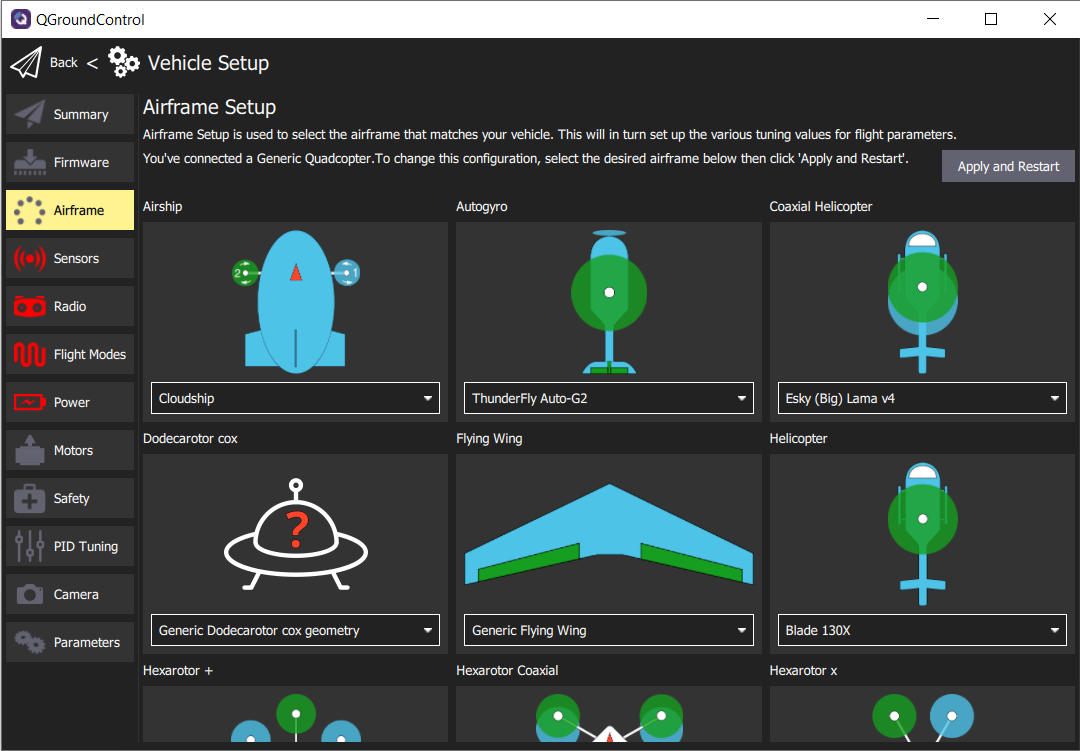 QGroundControl
Back < Vehicle Setup
Summary
Firmware
Airframe
Sensors
Radio
Flight Modes
Power
Motors
Safety
PID Tuning
Camera
Parameters
Airframe Setup
Airframe Setup is used to select the airframe that matches your vehicle. This will in turn set up the various tuning values for flight parameters.
You've connected a Generic Quadcopter.To change this configuration, select the desired airframe below then click 'Apply and Restart'.
Apply and Restart
Airship
Autogyro
Coaxial Helicopter
2
1
Cloudship
ThunderFly Auto-G2
Esky (Big) Lama v4
Dodecarotor cox
Flying Wing
Helicopter
?
Generic Dodecarotor cox geometry
Generic Flying Wing
Blade 130X
Hexarotor +
Hexarotor Coaxial
Hexarotor x